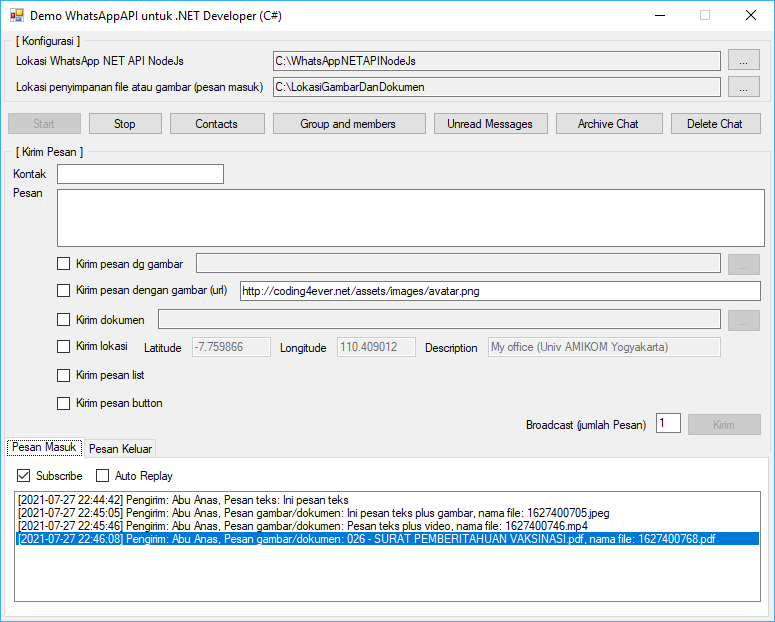 Demo WhatsAppAPI untuk .NET Developer (C#)
[ Konfigurasi ]
Lokasi WhatsApp NET API NodeJs C:\WhatsAppNETAPINodeJs ...
Lokasi penyimpanan file atau gambar (pesan masuk) C:\LokasiGambarDanDokumen ...
Start Stop Contacts Group and members Unread Messages Archive Chat Delete Chat
[ Kirim Pesan ]
Kontak
Pesan
Kirim pesan dg gambar ...
Kirim pesan dengan gambar (url) http://coding4ever.net/assets/images/avatar.png
Kirim dokumen ...
Kirim lokasi Latitude -7.759866 Longitude 110.409012 Description My office (Univ AMIKOM Yogyakarta)
Kirim pesan list
Kirim pesan button
Broadcast (jumlah Pesan) 1 Kirim
Pesan Masuk Pesan Keluar
Subscribe Auto Replay
[2021-07-27 22:44:42] Pengirim: Abu Anas, Pesan teks: Ini pesan teks
[2021-07-27 22:45:05] Pengirim: Abu Anas, Pesan gambar/dokumen: Ini pesan teks plus gambar, nama file: 1627400705.jpeg
[2021-07-27 22:45:46] Pengirim: Abu Anas, Pesan gambar/dokumen: Pesan teks plus video, nama file: 1627400746.mp4
[2021-07-27 22:46:08] Pengirim: Abu Anas, Pesan gambar/dokumen: 026 - SURAT PEMBERITAHUAN VAKSINASI.pdf, nama file: 1627400768.pdf